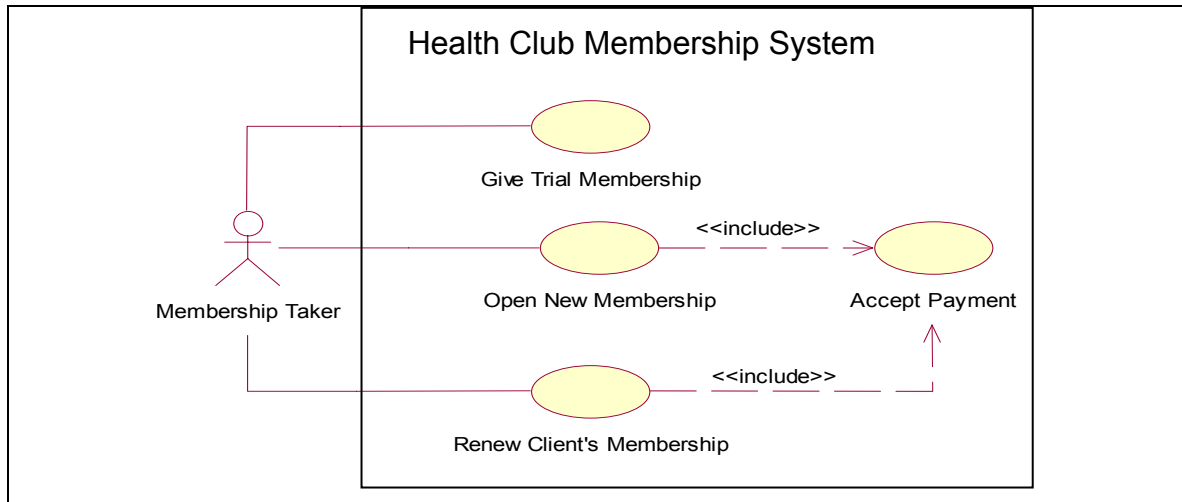 Health Club Membership System
Give Trial Membership
<<include>>
Open New Membership
Accept Payment
Membership Taker
<<include>>
Renew Client's Membership